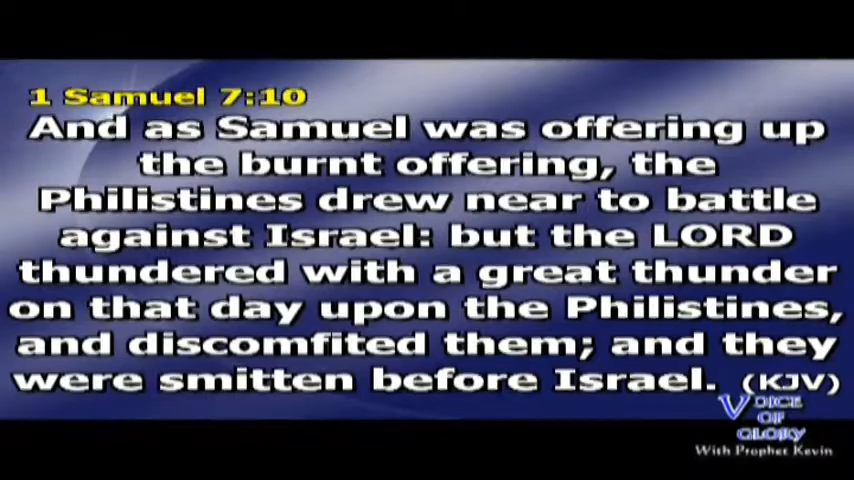 1 Samuel 7:10
And as Samuel was offering up
the burnt offering, the
Philistines drew near to battle
against Israel: but the LORD
thundered with a great thunder
on that day upon the Philistines,
and discomfited them; and they
were smitten before Israel. (KJV)
VOICE
OF
GLORY
With Prophet Kevin